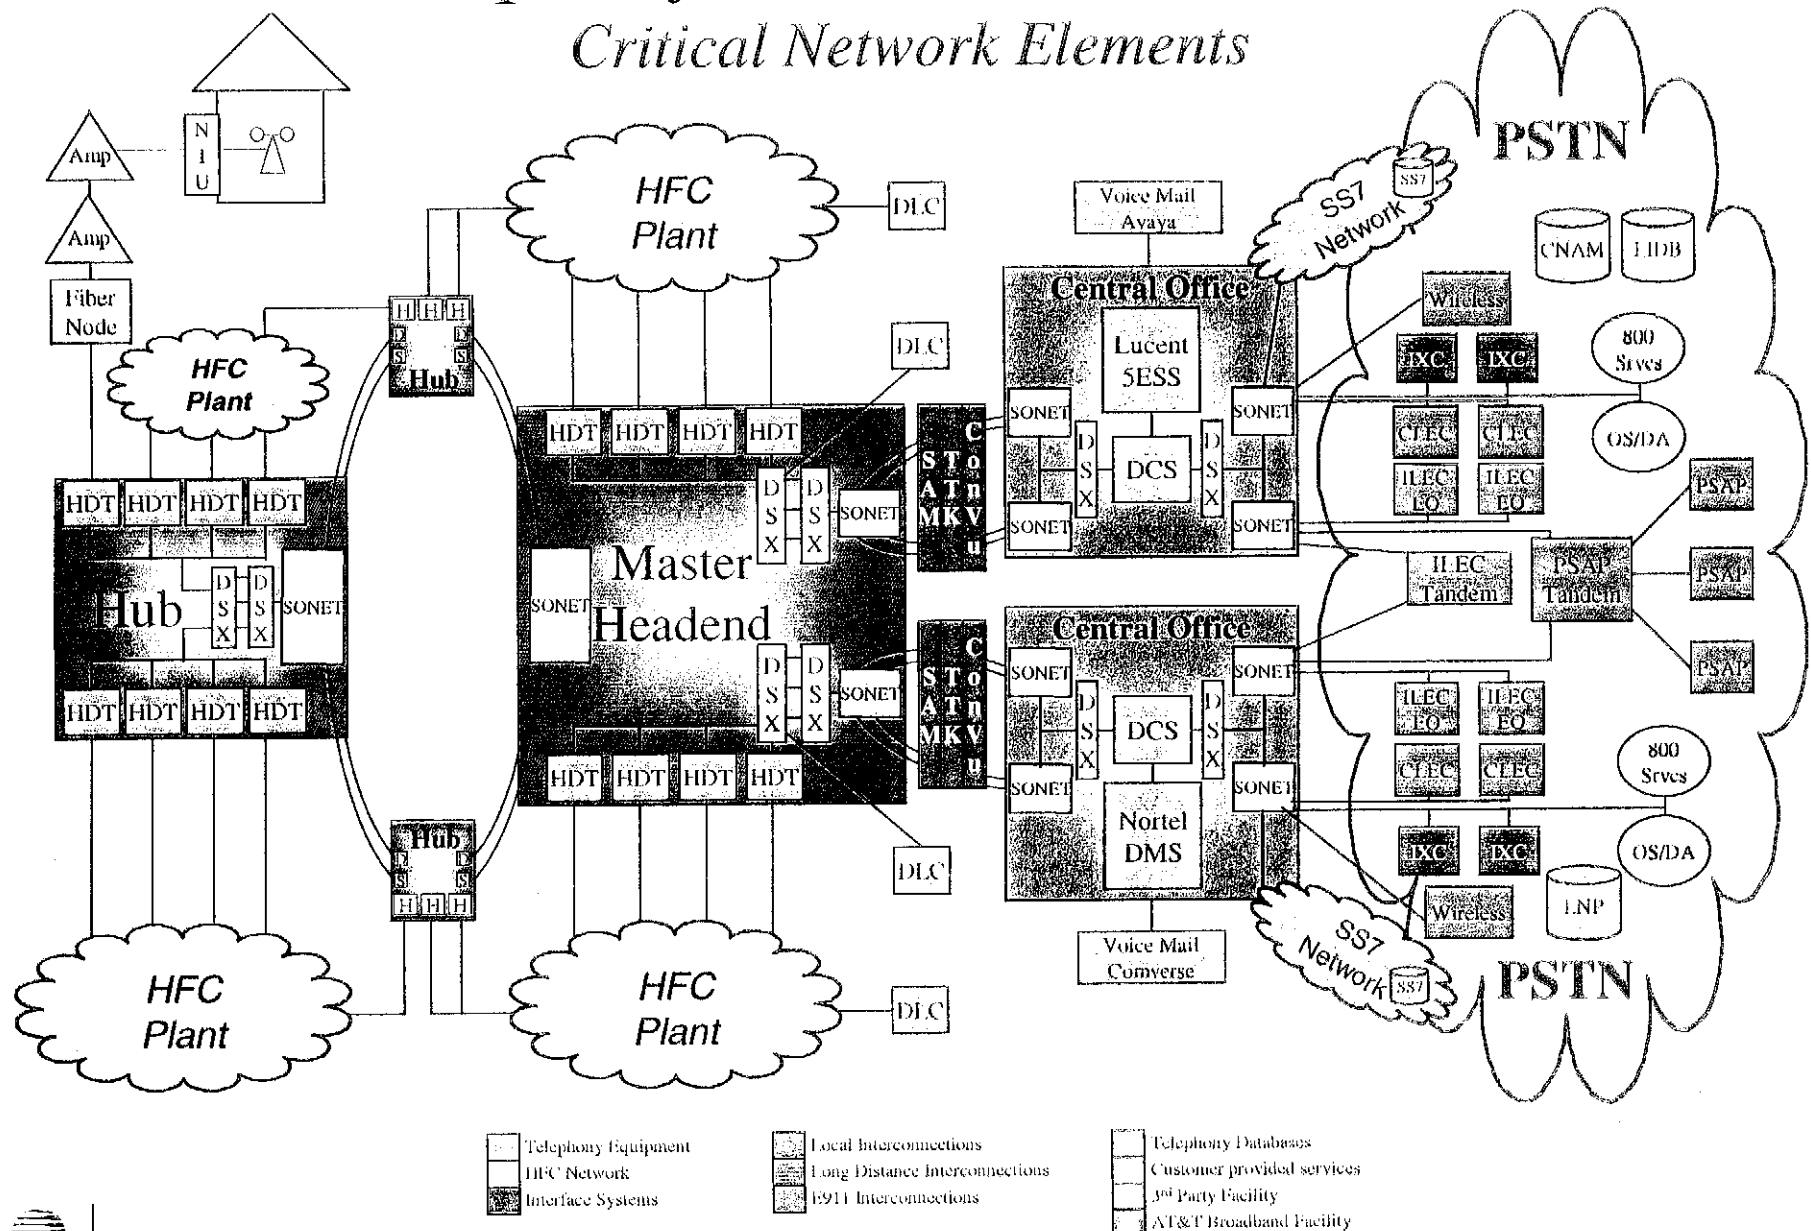 Critical Network Elements
PSTN
N
I
U
Amp
Amp
Fiber
Node
HFC
Plant
HFC
Plant
DLC
Voice Mail
Avaya
SS7
Network
SS7
CNAM
LIDB
Wireless
IXC
IXC
800
Srvcs
CLEC
CLEC
OS/DA
ILEC
EO
ILEC
EO
PSAP
H H H
D D
S S
Hub
DLC
Central Office
Lucent
5ESS
SONET
SONET
D
S
X
DCS
D
S
X
SONET
SONET
HDT HDT HDT HDT
HDT HDT HDT HDT
D
S
X
D
S
X
SONET
C
o
n
v
u
S T
A T
M K
Hub
D
S
X
D
S
X
SONET
SONET
Master
Headend
ILEC
Tandem
PSAP
Tandem
PSAP
PSAP
HDT HDT HDT HDT
D
S
X
D
S
X
SONET
C
o
n
v
u
S T
A T
M K
Central Office
SONET
SONET
D
S
X
DCS
D
S
X
SONET
SONET
Nortel
DMS
HDT HDT HDT HDT
ILEC
EO
ILEC
EO
CLEC
CLEC
800
Srvcs
IXC
IXC
OS/DA
Wireless
LNP
Hub
D D
S S
H H H
DLC
HFC
Plant
HFC
Plant
DLC
Voice Mail
Comverse
SS7
Network
SS7
PSTN
Telephony Equipment
HFC Network
Interface Systems
Local Interconnections
Long Distance Interconnections
E911 Interconnections
Telephony Databases
Customer provided services
3rd Party Facility
AT&T Broadband Facility